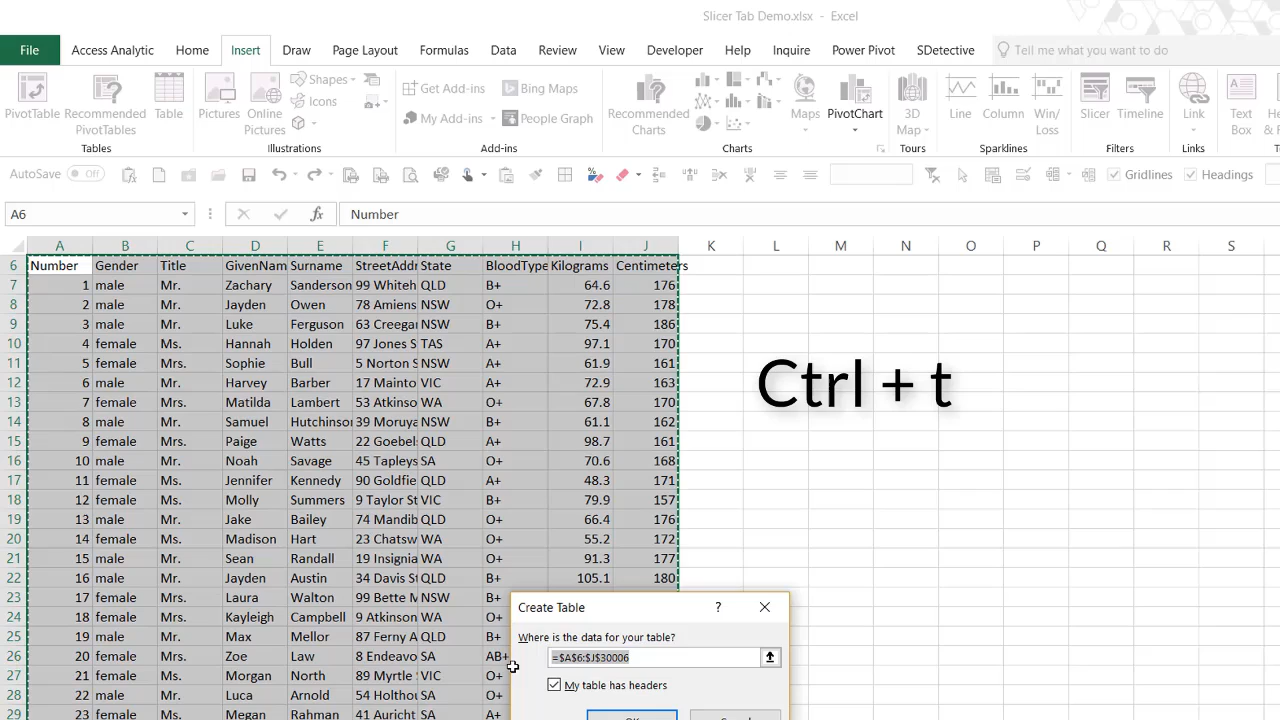 Slicer Tab Demo.xlsx - Excel
File Access Analytic Home Insert Draw Page Layout Formulas Data Review View Developer Help Inquire Power Pivot SDetective Tell me what you want to do
PivotTable Recommended PivotTables Table
Tables
Pictures Online Pictures Shapes Icons
Illustrations
Get Add-ins
My Add-ins
Bing Maps
People Graph
Add-ins
Recommended Charts Maps PivotChart
Charts
3D Map
Tours
Line Column Win/ Loss
Sparklines
Slicer Timeline
Filters
Link
Links
Text Box
AutoSave Off Gridlines Headings
A6 fx Number
A B C D E F G H I J K L M N O P Q R S
6 Number Gender Title GivenNam Surname StreetAddr State BloodType Kilograms Centimeters
7 1 male Mr. Zachary Sanderson 99 Whiteh QLD B+ 64.6 176
8 2 male Mr. Jayden Owen 78 Amiens NSW O+ 72.8 178
9 3 male Mr. Luke Ferguson 63 Creegan NSW B+ 75.4 186
10 4 female Ms. Hannah Holden 97 Jones S TAS A+ 97.1 170
11 5 female Mrs. Sophie Bull 5 Norton S NSW A+ 61.9 161
12 6 male Mr. Harvey Barber 17 Mainto VIC A+ 72.9 163
13 7 female Mrs. Matilda Lambert 53 Atkinso WA O+ 67.8 170
14 8 male Mr. Samuel Hutchinso 39 Moruya NSW B+ 61.1 162
15 9 female Mrs. Paige Watts 22 Goebel QLD A+ 98.7 161
16 10 male Mr. Noah Savage 45 Tapleys SA O+ 70.6 168
17 11 female Ms. Jennifer Kennedy 90 Goldfie QLD A+ 48.3 171
18 12 female Ms. Molly Summers 9 Taylor St VIC B+ 79.9 157
19 13 male Mr. Jake Bailey 74 Mandib QLD O+ 66.4 176
20 14 female Ms. Madison Hart 23 Chatsw WA O+ 55.2 172
21 15 male Mr. Sean Randall 19 Insignia WA O+ 91.3 177
22 16 male Mr. Jayden Austin 34 Davis St QLD B+ 105.1 180
23 17 female Mrs. Laura Walton 99 Bette M NSW B+
24 18 female Mrs. Kayleigh Campbell 9 Atkinson WA O+
25 19 male Mr. Max Mellor 87 Ferny A QLD B+
26 20 female Mrs. Zoe Law 8 Endeavo SA AB+
27 21 female Ms. Morgan North 89 Myrtle VIC O+
28 22 male Mr. Luca Arnold 54 Holthou SA O+
29 23 female Ms. Megan Rahman 41 Auricht SA A+
Ctrl + t
Create Table ?
Where is the data for your table?
=$A$6:$J$30006
My table has headers